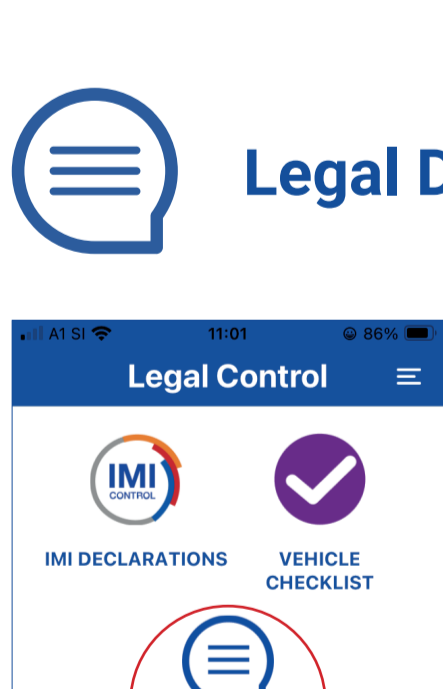 Legal D
A1 SI 11:01 86%
Legal Control
IMI
CONTROL
IMI DECLARATIONS
VEHICLE
CHECKLIST